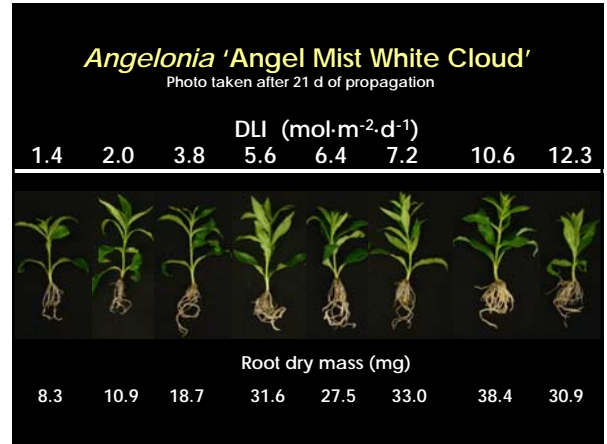 Angelonia ‘Angel Mist White Cloud’
Photo taken after 21 d of propagation
DLI (mol·m⁻²·d⁻¹)
1.4 2.0 3.8 5.6 6.4 7.2 10.6 12.3
Root dry mass (mg)
8.3 10.9 18.7 31.6 27.5 33.0 38.4 30.9